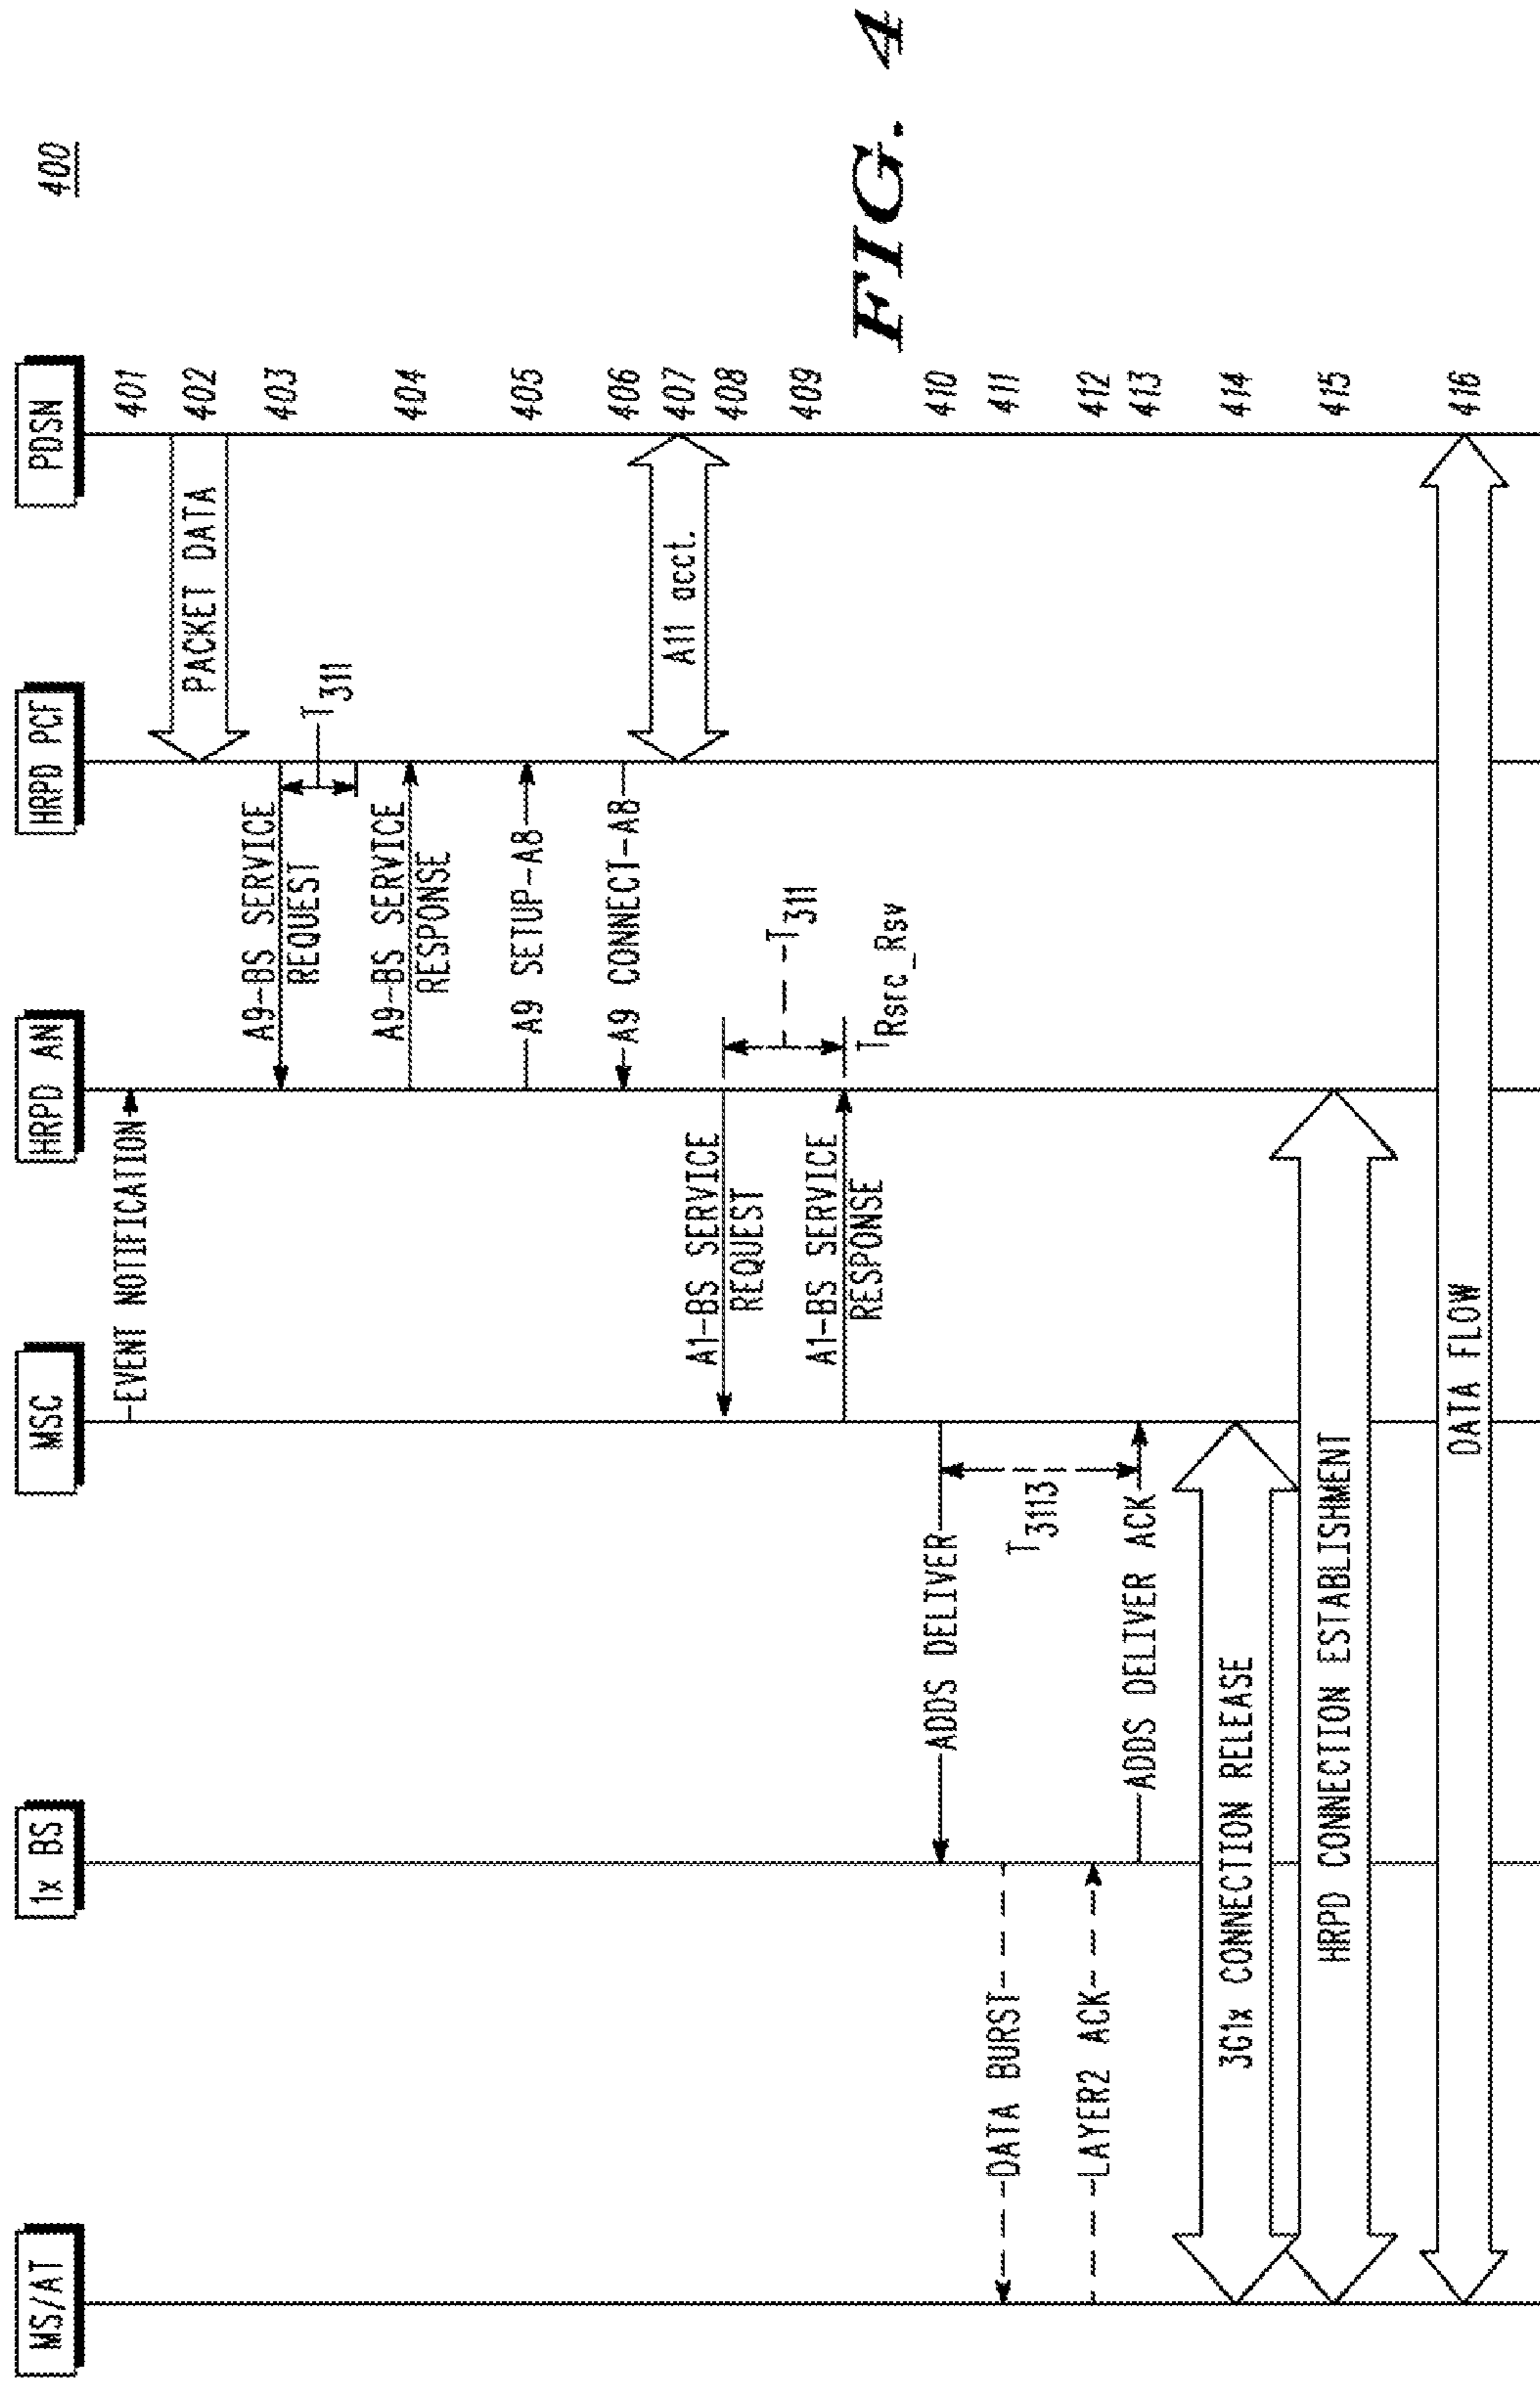 400
MS/AT
1x BS
MSC
HRPD AN
HRPD PCF
PDSN
EVENT NOTIFICATION
401
PACKET DATA
402
A9-BS SERVICE
REQUEST
T311
403
A9-BS SERVICE
RESPONSE
404
A9 SETUP-A8
405
A9 CONNECT-A8
406
A11 acct.
407
A1-BS SERVICE
REQUEST
T311
408
A1-BS SERVICE
RESPONSE
TRsrc_Rsv
409
ADDS DELIVER
410
DATA BURST
T3113
411
LAYER2 ACK
412
ADDS DELIVER ACK
413
3G1x CONNECTION RELEASE
414
HRPD CONNECTION ESTABLISHMENT
415
DATA FLOW
416
FIG. 4